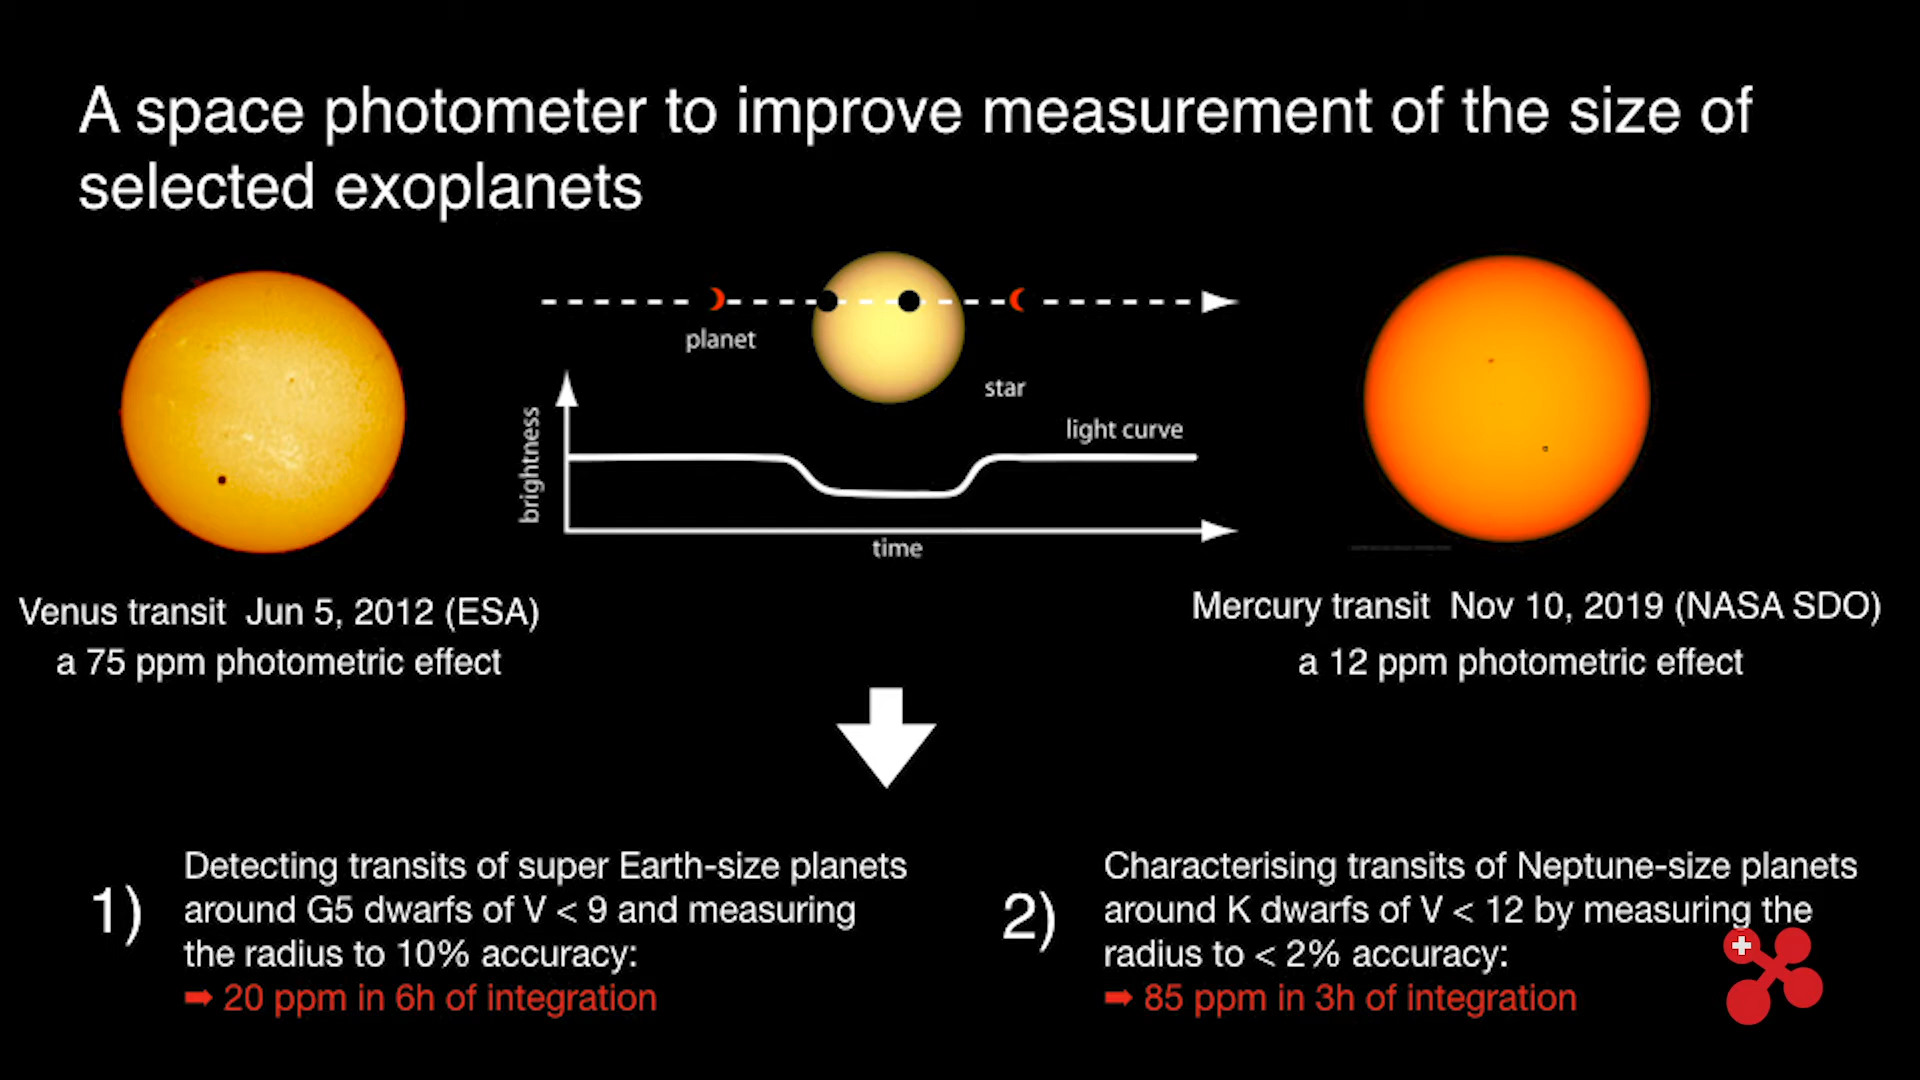 A space photometer to improve measurement of the size of
selected exoplanets
planet
star
light curve
brightness
time
Venus transit Jun 5, 2012 (ESA)
a 75 ppm photometric effect
Mercury transit Nov 10, 2019 (NASA SDO)
a 12 ppm photometric effect
1)
Detecting transits of super Earth-size planets
around G5 dwarfs of V < 9 and measuring
the radius to 10% accuracy:
➡ 20 ppm in 6h of integration
2)
Characterising transits of Neptune-size planets
around K dwarfs of V < 12 by measuring the
radius to < 2% accuracy:
➡ 85 ppm in 3h of integration